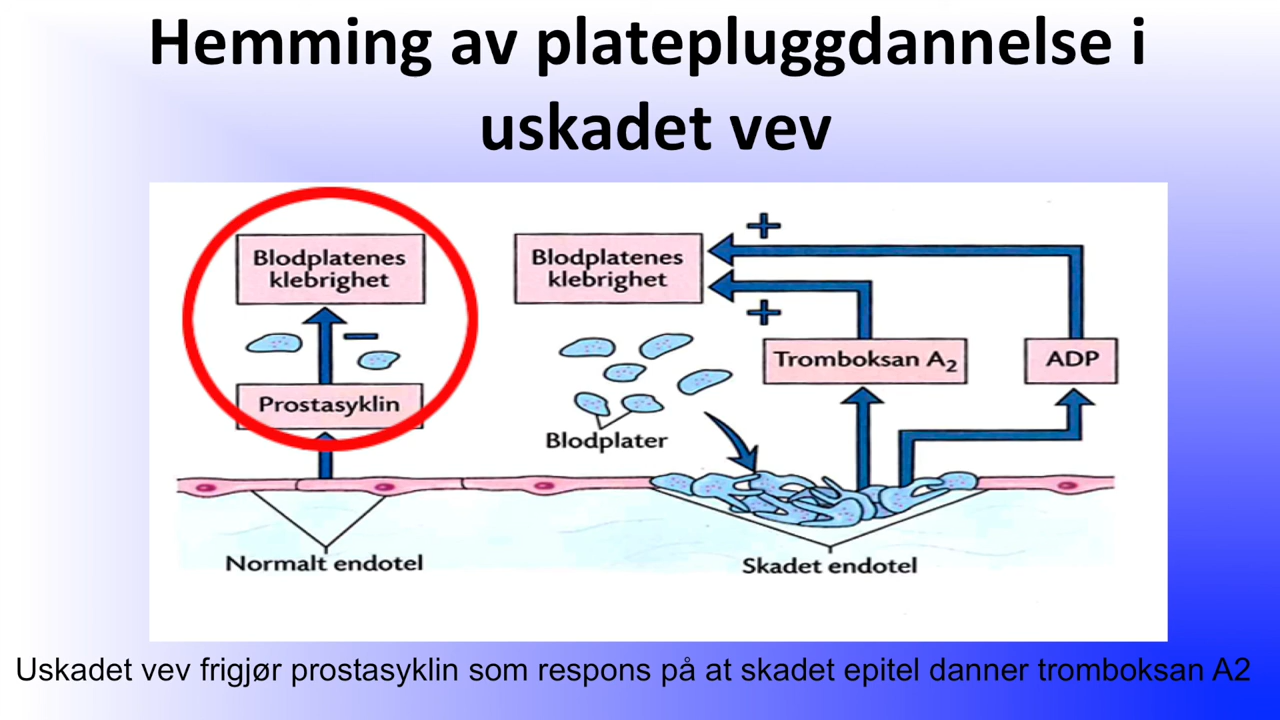 Hemming av platepluggdannelse i
uskadet vev
Blodplatenes
klebrighet
Prostasyklin
Normalt endotel
Blodplatenes
klebrighet
+
+
Tromboksan A₂
ADP
Blodplater
Skadet endotel
Uskadet vev frigjør prostasyklin som respons på at skadet epitel danner tromboksan A2